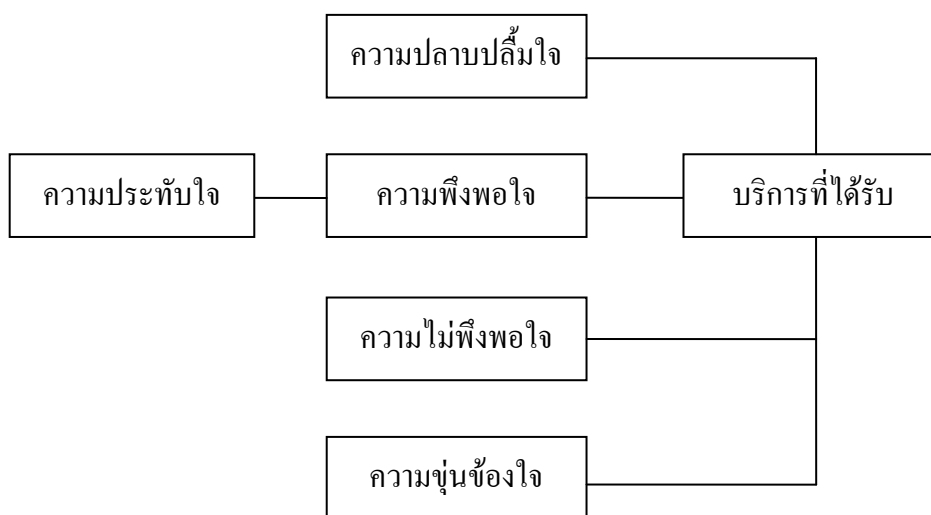 ความปลาบปลื้มใจ
ความประทับใจ
ความพึงพอใจ
บริการที่ได้รับ
ความไม่พึงพอใจ
ความขุ่นข้องใจ